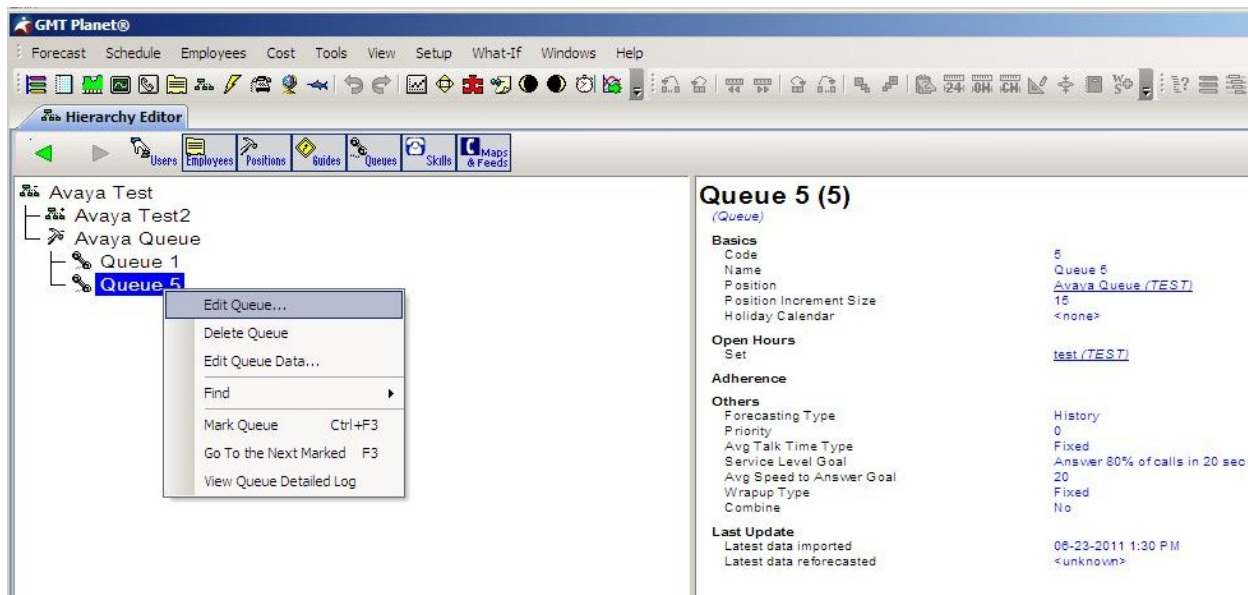 GMT Planet®
Forecast Schedule Employees Cost Tools View Setup What-If Windows Help
Hierarchy Editor
Users Employees Positions Guides Queues Skills Maps & Feeds
Avaya Test
Avaya Test2
Avaya Queue
Queue 1
Queue 5
Edit Queue...
Delete Queue
Edit Queue Data...
Find
Mark Queue Ctrl+F3
Go To the Next Marked F3
View Queue Detailed Log
Queue 5 (5)
(Queue)
Basics
Code 5
Name Queue 5
Position Avaya Queue (TEST)
Position Increment Size 15
Holiday Calendar <none>
Open Hours
Set test (TEST)
Adherence
Others
Forecasting Type History
Priority 0
Avg Talk Time Type Fixed
Service Level Goal Answer 80% of calls in 20 sec
Avg Speed to Answer Goal 20
Wrapup Type Fixed
Combine No
Last Update
Latest data imported 06-23-2011 1:30 PM
Latest data reforecasted <unknown>